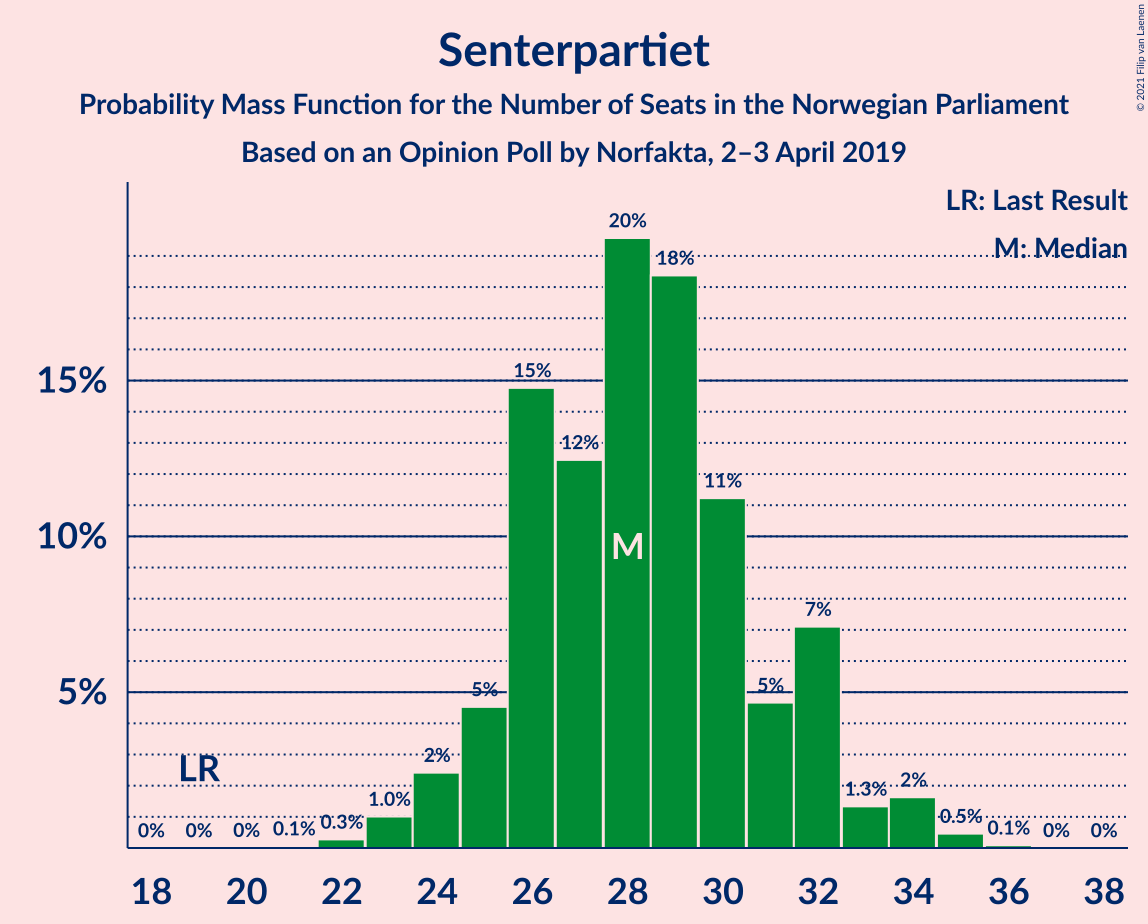 Senterpartiet
Probability Mass Function for the Number of Seats in the Norwegian Parliament
Based on an Opinion Poll by Norfakta, 2–3 April 2019
© 2021 Filip van Laenen
LR: Last Result
M: Median
15%
10%
5%
LR
M
0%
0%
0%
0.1%
0.3%
1.0%
2%
5%
15%
12%
20%
18%
11%
5%
7%
1.3%
2%
0.5%
0.1%
0%
0%
18 20 22 24 26 28 30 32 34 36 38